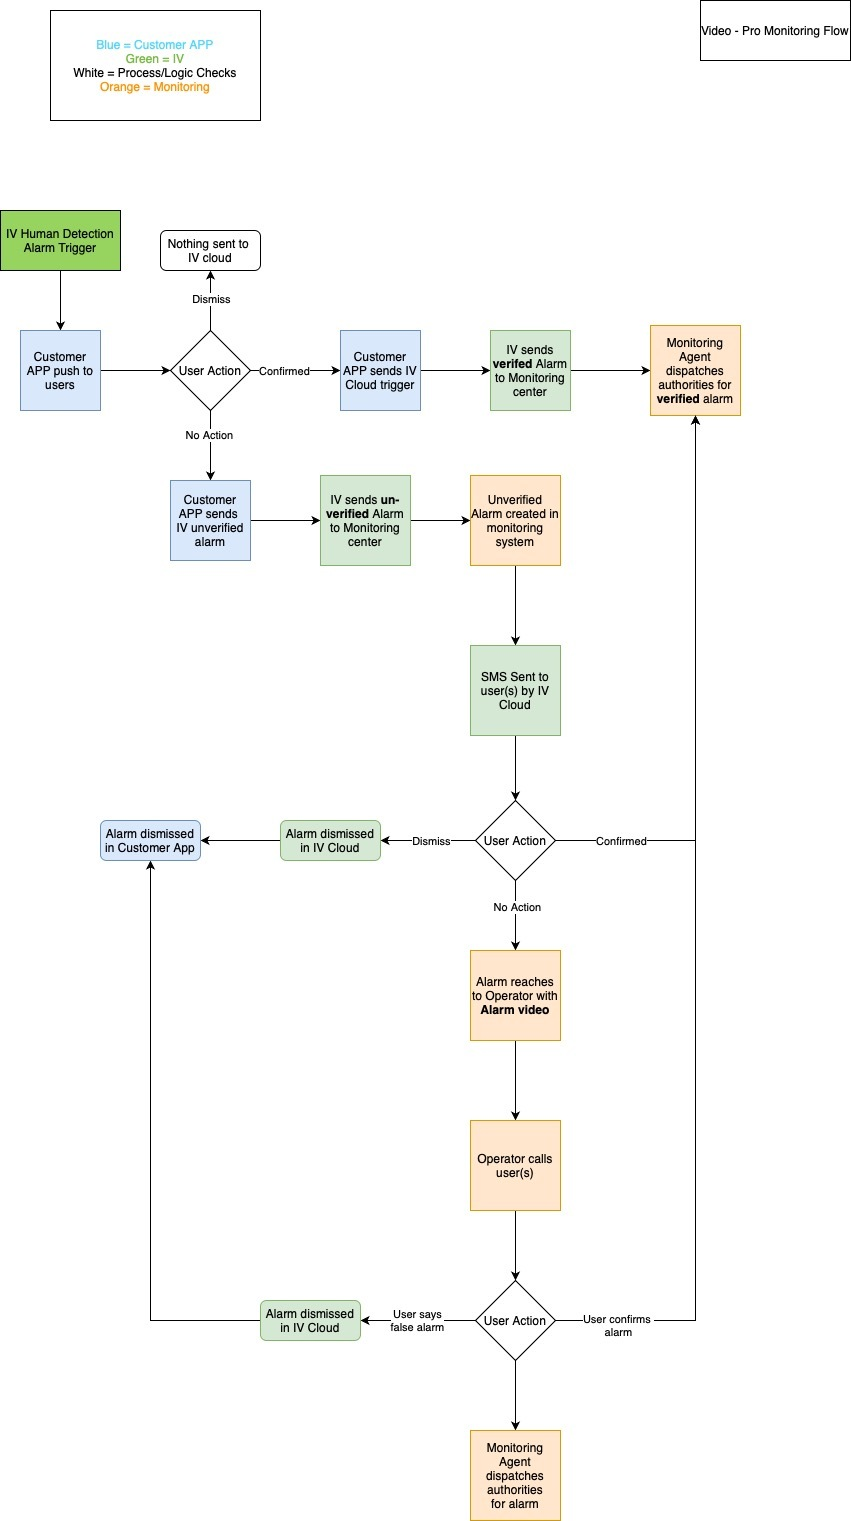 Blue = Customer APP
Green = IV
White = Process/Logic Checks
Orange = Monitoring
Video - Pro Monitoring Flow
IV Human Detection
Alarm Trigger
Nothing sent to
IV cloud
Dismiss
Customer
APP push to
users
User Action
Confirmed
Customer
APP sends IV
Cloud trigger
IV sends
verifed Alarm
to Monitoring
center
Monitoring
Agent
dispatches
authorities for
verified alarm
No Action
Customer
APP sends
IV unverified
alarm
IV sends un-
verified Alarm
to Monitoring
center
Unverified
Alarm created in
monitoring
system
SMS Sent to
user(s) by IV
Cloud
Alarm dismissed
in Customer App
Alarm dismissed
in IV Cloud
Dismiss
User Action
Confirmed
No Action
Alarm reaches
to Operator with
Alarm video
Operator calls
user(s)
Alarm dismissed
in IV Cloud
User says
false alarm
User Action
User confirms
alarm
Monitoring
Agent
dispatches
authorities
for alarm